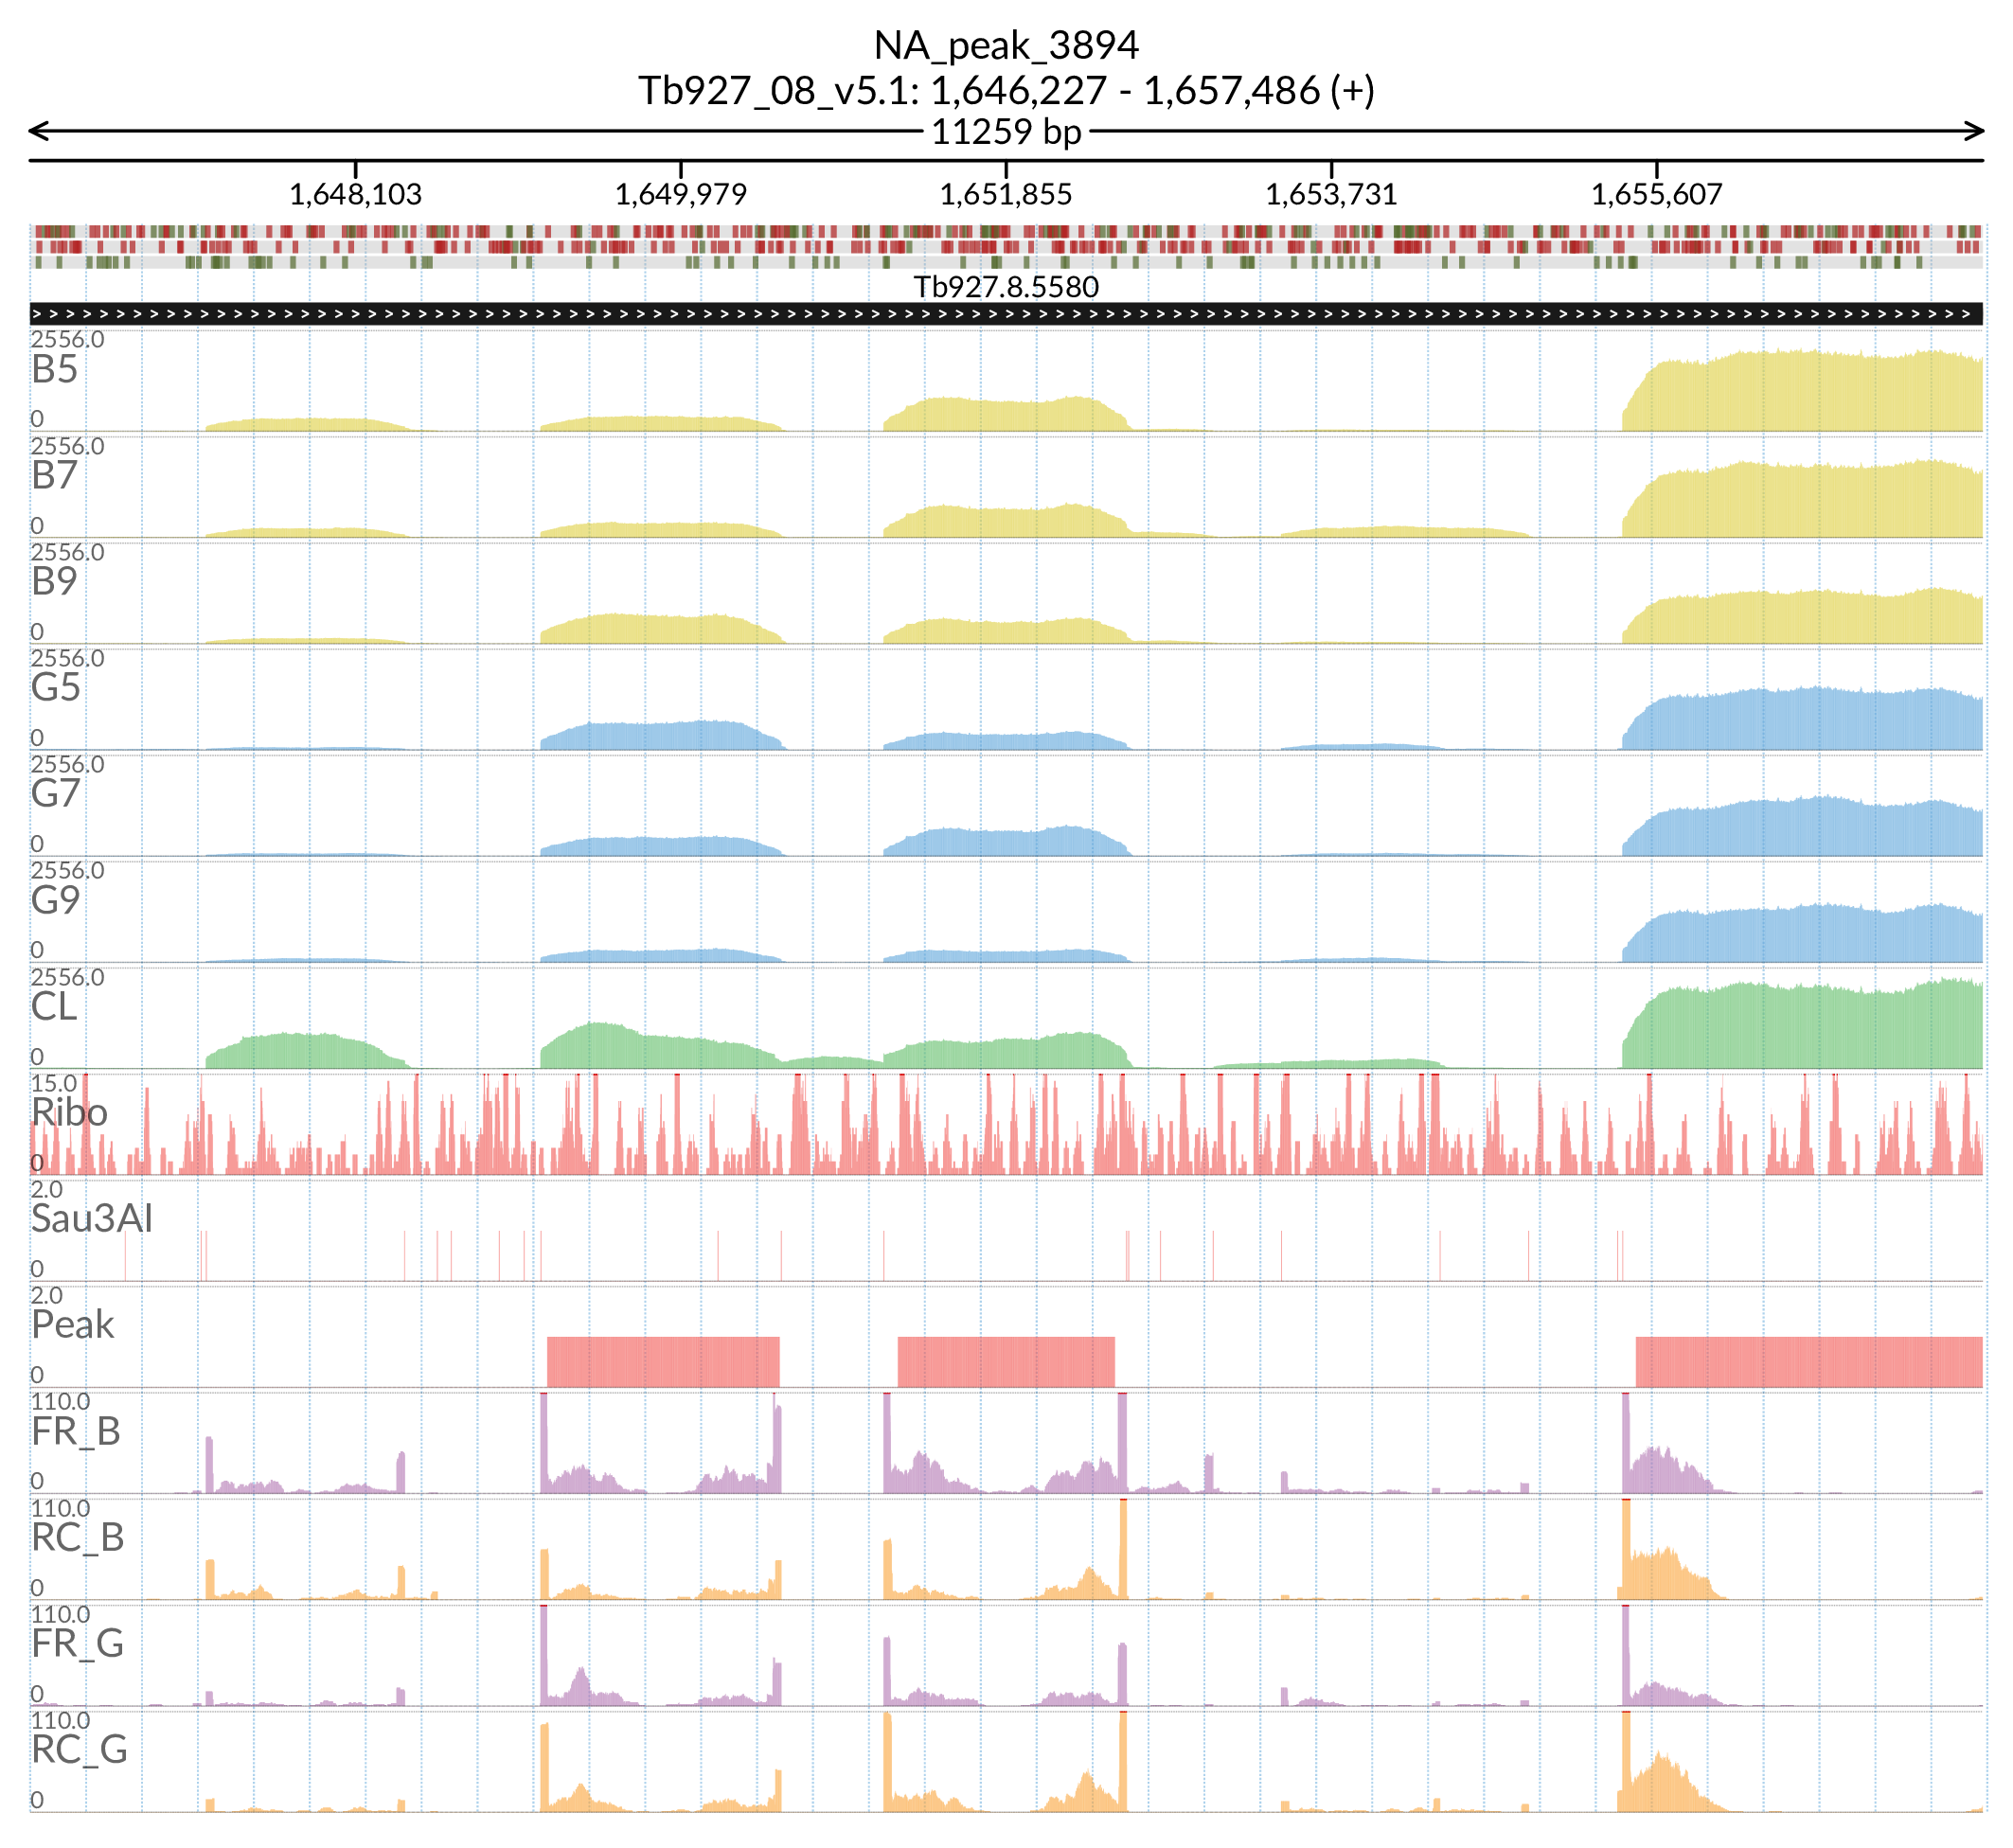 NA_peak_3894
Tb927_08_v5.1: 1,646,227 - 1,657,486 (+)
11259 bp
1,648,103 1,649,979 1,651,855 1,653,731 1,655,607
Tb927.8.5580
2556.0
B5
0
2556.0
B7
0
2556.0
B9
0
2556.0
G5
0
2556.0
G7
0
2556.0
G9
0
2556.0
CL
0
15.0
Ribo
0
2.0
Sau3AI
0
2.0
Peak
0
110.0
FR_B
0
110.0
RC_B
0
110.0
FR_G
0
110.0
RC_G
0